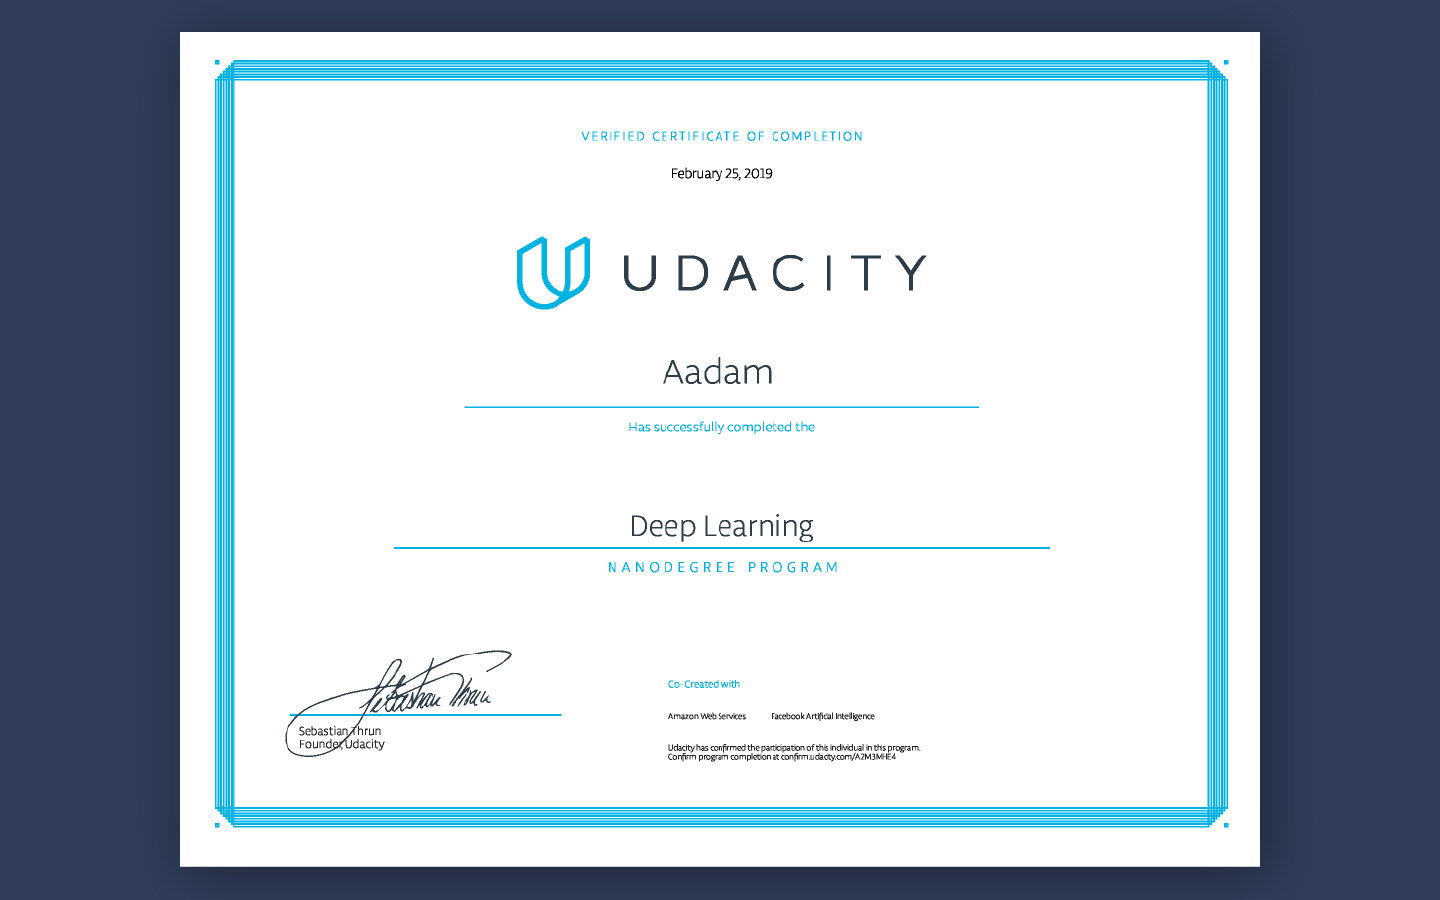 VERIFIED CERTIFICATE OF COMPLETION
February 25, 2019
UDACITY
Aadam
Has successfully completed the
Deep Learning
NANODEGREE PROGRAM
Sebastian Thrun
Sebastian Thrun
Founder, Udacity
Co-Created with
Amazon Web Services Facebook Artifical Intelligence
Udacity has confirmed the participation of this individual in this program.
Confirm program completion at confirm.udacity.com/A2M3MHE4